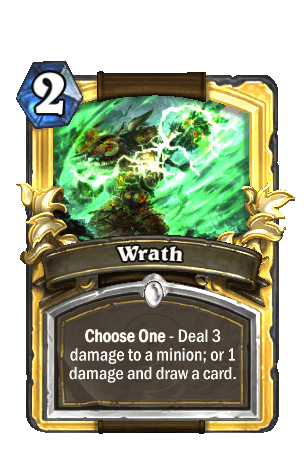 2
Wrath
Choose One - Deal 3
damage to a minion; or 1
damage and draw a card.